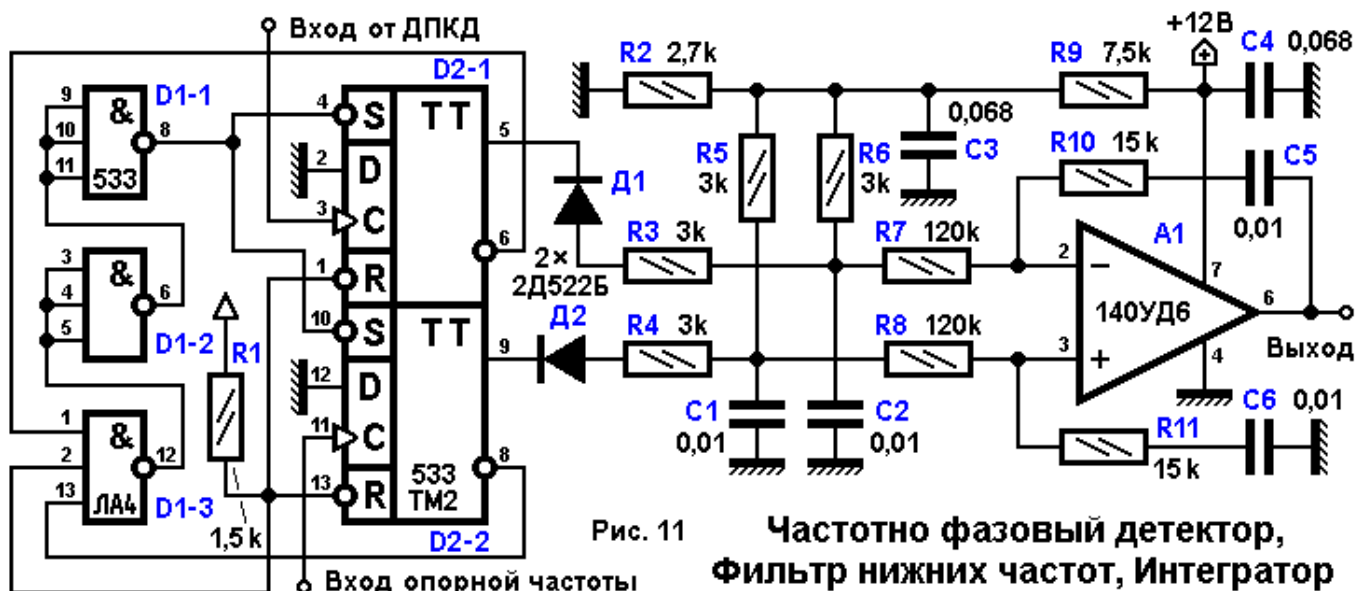 Вход от ДПКД
+12В
R2 2,7k
R9 7,5k
C4 0,068
D2-1
9
10
11
&
8
533
D1-1
4
S
TT
5
2
D
3
C
1
R
6
Д1
2×
2Д522Б
R5
3k
R6
3k
0,068
C3
R10
15 k
C5
0,01
R3 3k
R7 120k
A1
2
−
7
140УД6
6
3
+
4
Выход
3
4
5
&
6
D1-2
R1
10
S
TT
9
Д2
R4 3k
R8 120k
12
D
11
C
8
13
R
533
ТМ2
C1
0,01
C2
0,01
C6 0,01
R11
15 k
1
2
13
&
12
ЛА4
D1-3
1,5 k
D2-2
Вход опорной частоты
Рис. 11
Частотно фазовый детектор,
Фильтр нижних частот, Интегратор